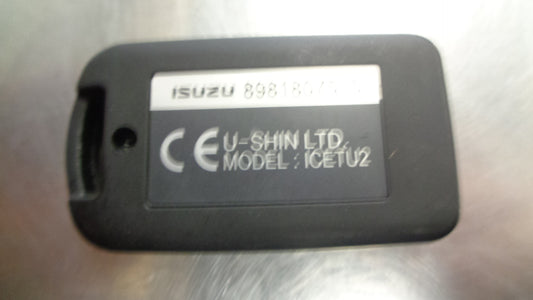 ISUZU
CE U-SHIN LTD.
MODEL : ICETU2